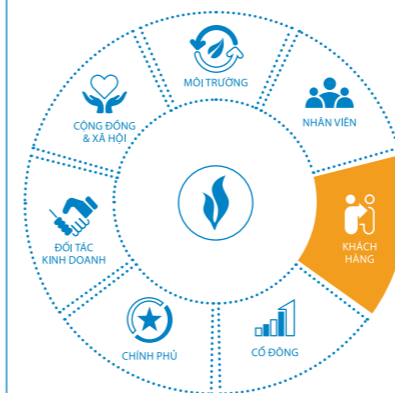 MÔI TRƯỜNG
NHÂN VIÊN
KHÁCH
HÀNG
CỔ ĐÔNG
CHÍNH PHỦ
ĐỐI TÁC
KINH DOANH
CỘNG ĐỒNG
& XÃ HỘI